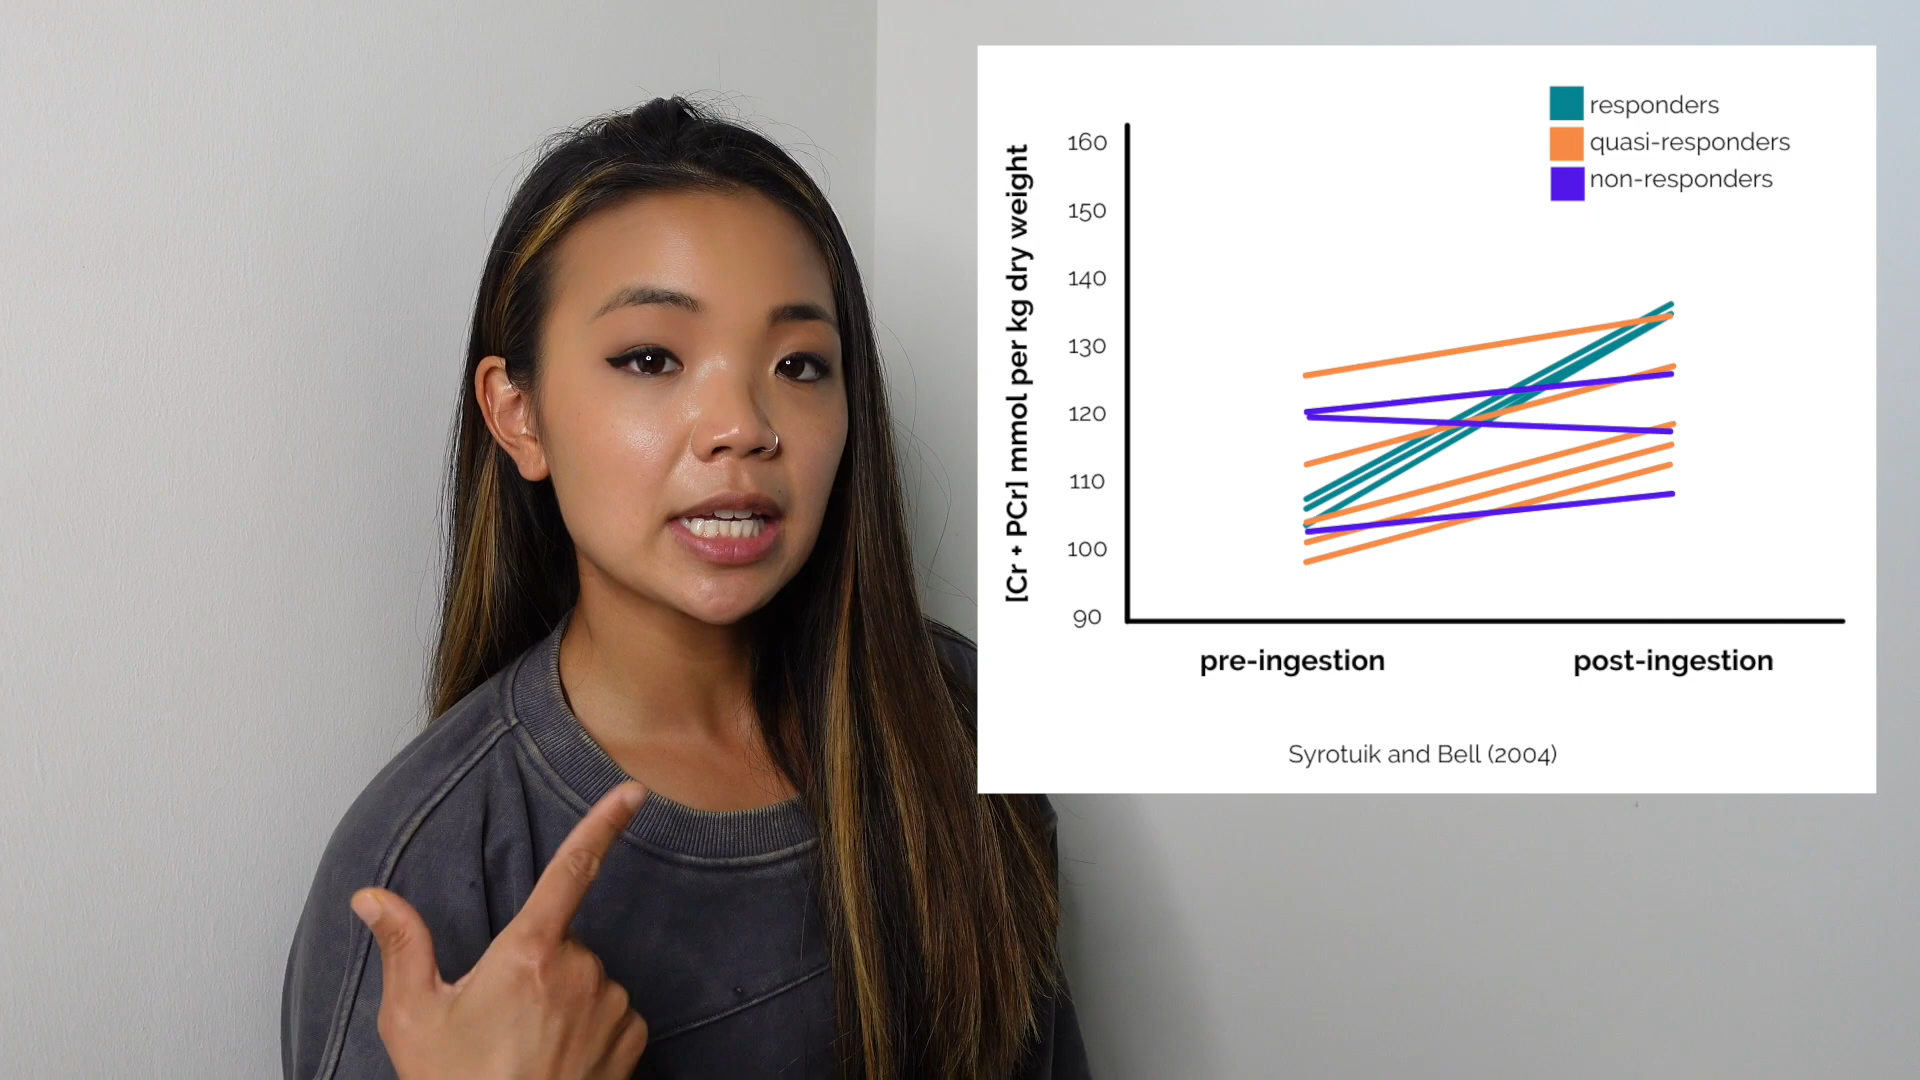 responders
quasi-responders
non-responders
[Cr + PCr] mmol per kg dry weight
160
150
140
130
120
110
100
90
pre-ingestion post-ingestion
Syrotuik and Bell (2004)